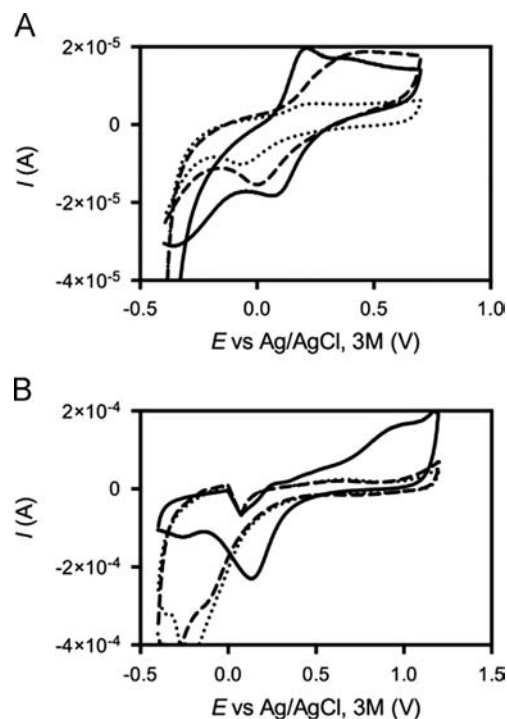 A
2×10⁻⁵
0
-2×10⁻⁵
-4×10⁻⁵
I (A)
-0.5 0.0 0.5 1.0
E vs Ag/AgCl, 3M (V)
B
2×10⁻⁴
0
-2×10⁻⁴
-4×10⁻⁴
I (A)
-0.5 0.0 0.5 1.0 1.5
E vs Ag/AgCl, 3M (V)